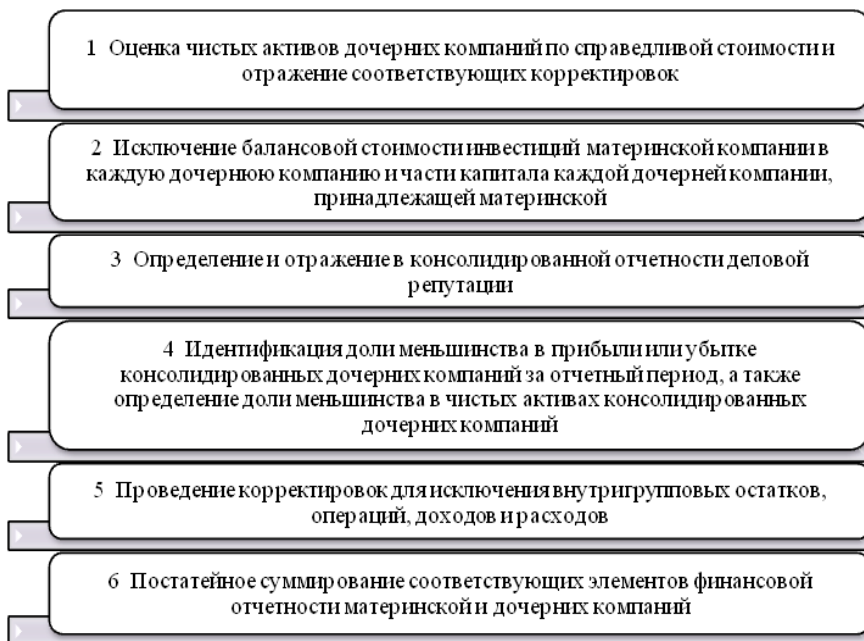 1 Оценка чистых активов дочерних компаний по справедливой стоимости и
отражение соответствующих корректировок
2 Исключение балансовой стоимости инвестиций материнской компании в
каждую дочернюю компанию и части капитала каждой дочерней компании,
принадлежащей материнской
3 Определение и отражение в консолидированной отчетности деловой
репутации
4 Идентификация доли меньшинства в прибыли или убытке
консолидированных дочерних компаний за отчетный период, а также
определение доли меньшинства в чистых активах консолидированных
дочерних компаний
5 Проведение корректировок для исключения внутригрупповых остатков,
операций, доходов и расходов
6 Постатейное суммирование соответствующих элементов финансовой
отчетности материнской и дочерних компаний